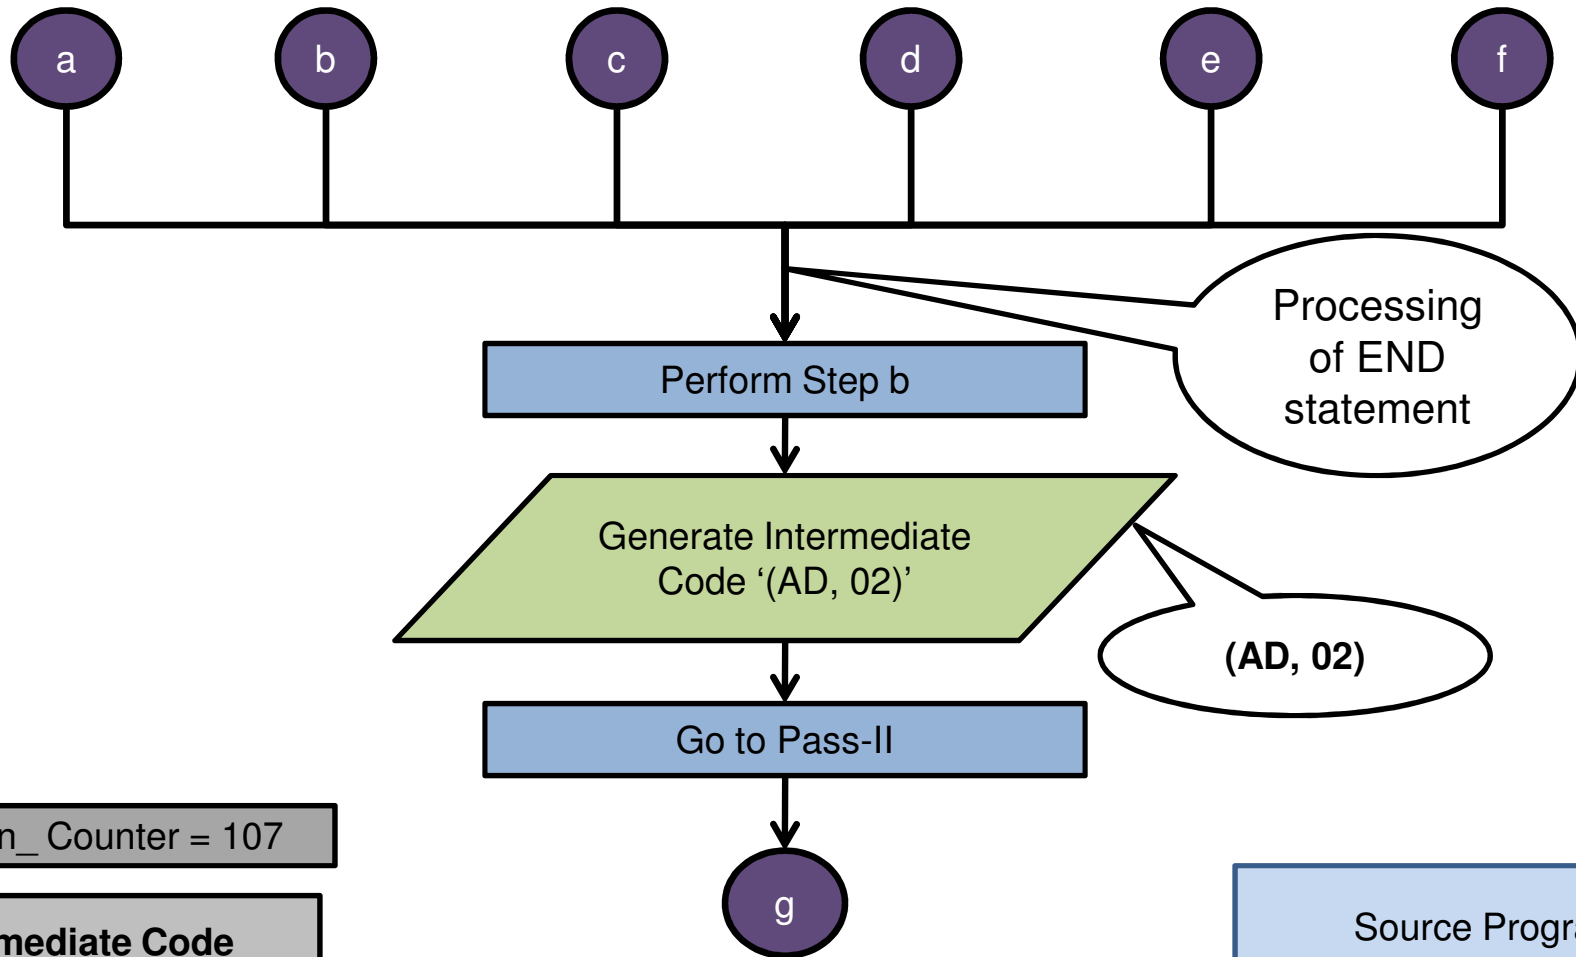 a b c d e f
Processing
of END
statement
Perform Step b
Generate Intermediate
Code ‘(AD, 02)’
(AD, 02)
Go to Pass-II
n_ Counter = 107
g
mediate Code
Source Progra